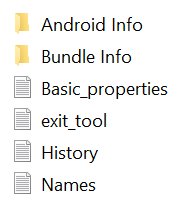 Android Info
Bundle Info
Basic_properties
exit_tool
History
Names